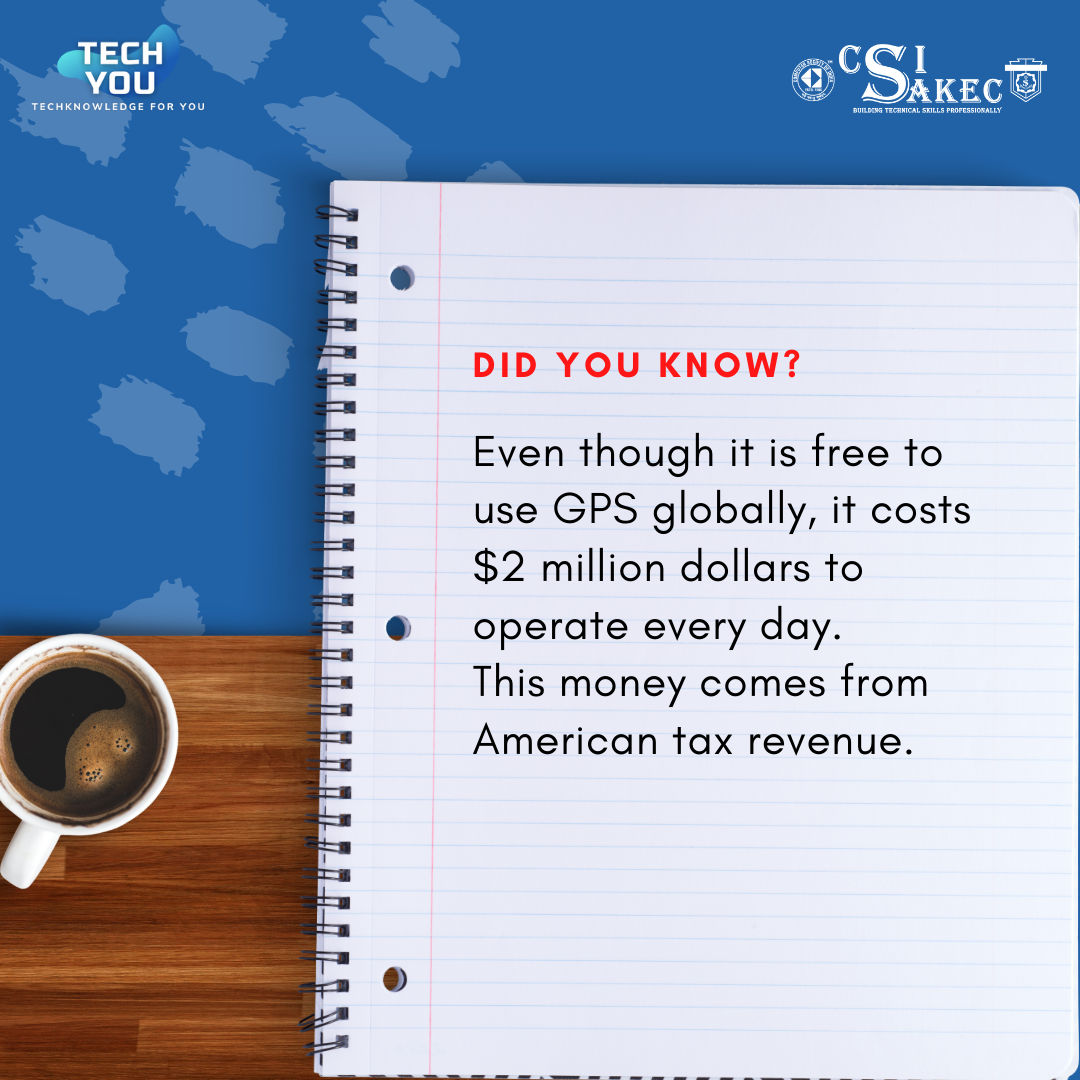 TECH
YOU
TECHKNOWLEDGE FOR YOU
CSI
SAKEC
BUILDING TECHNICAL SKILLS PROFESSIONALLY
DID YOU KNOW?
Even though it is free to
use GPS globally, it costs
$2 million dollars to
operate every day.
This money comes from
American tax revenue.